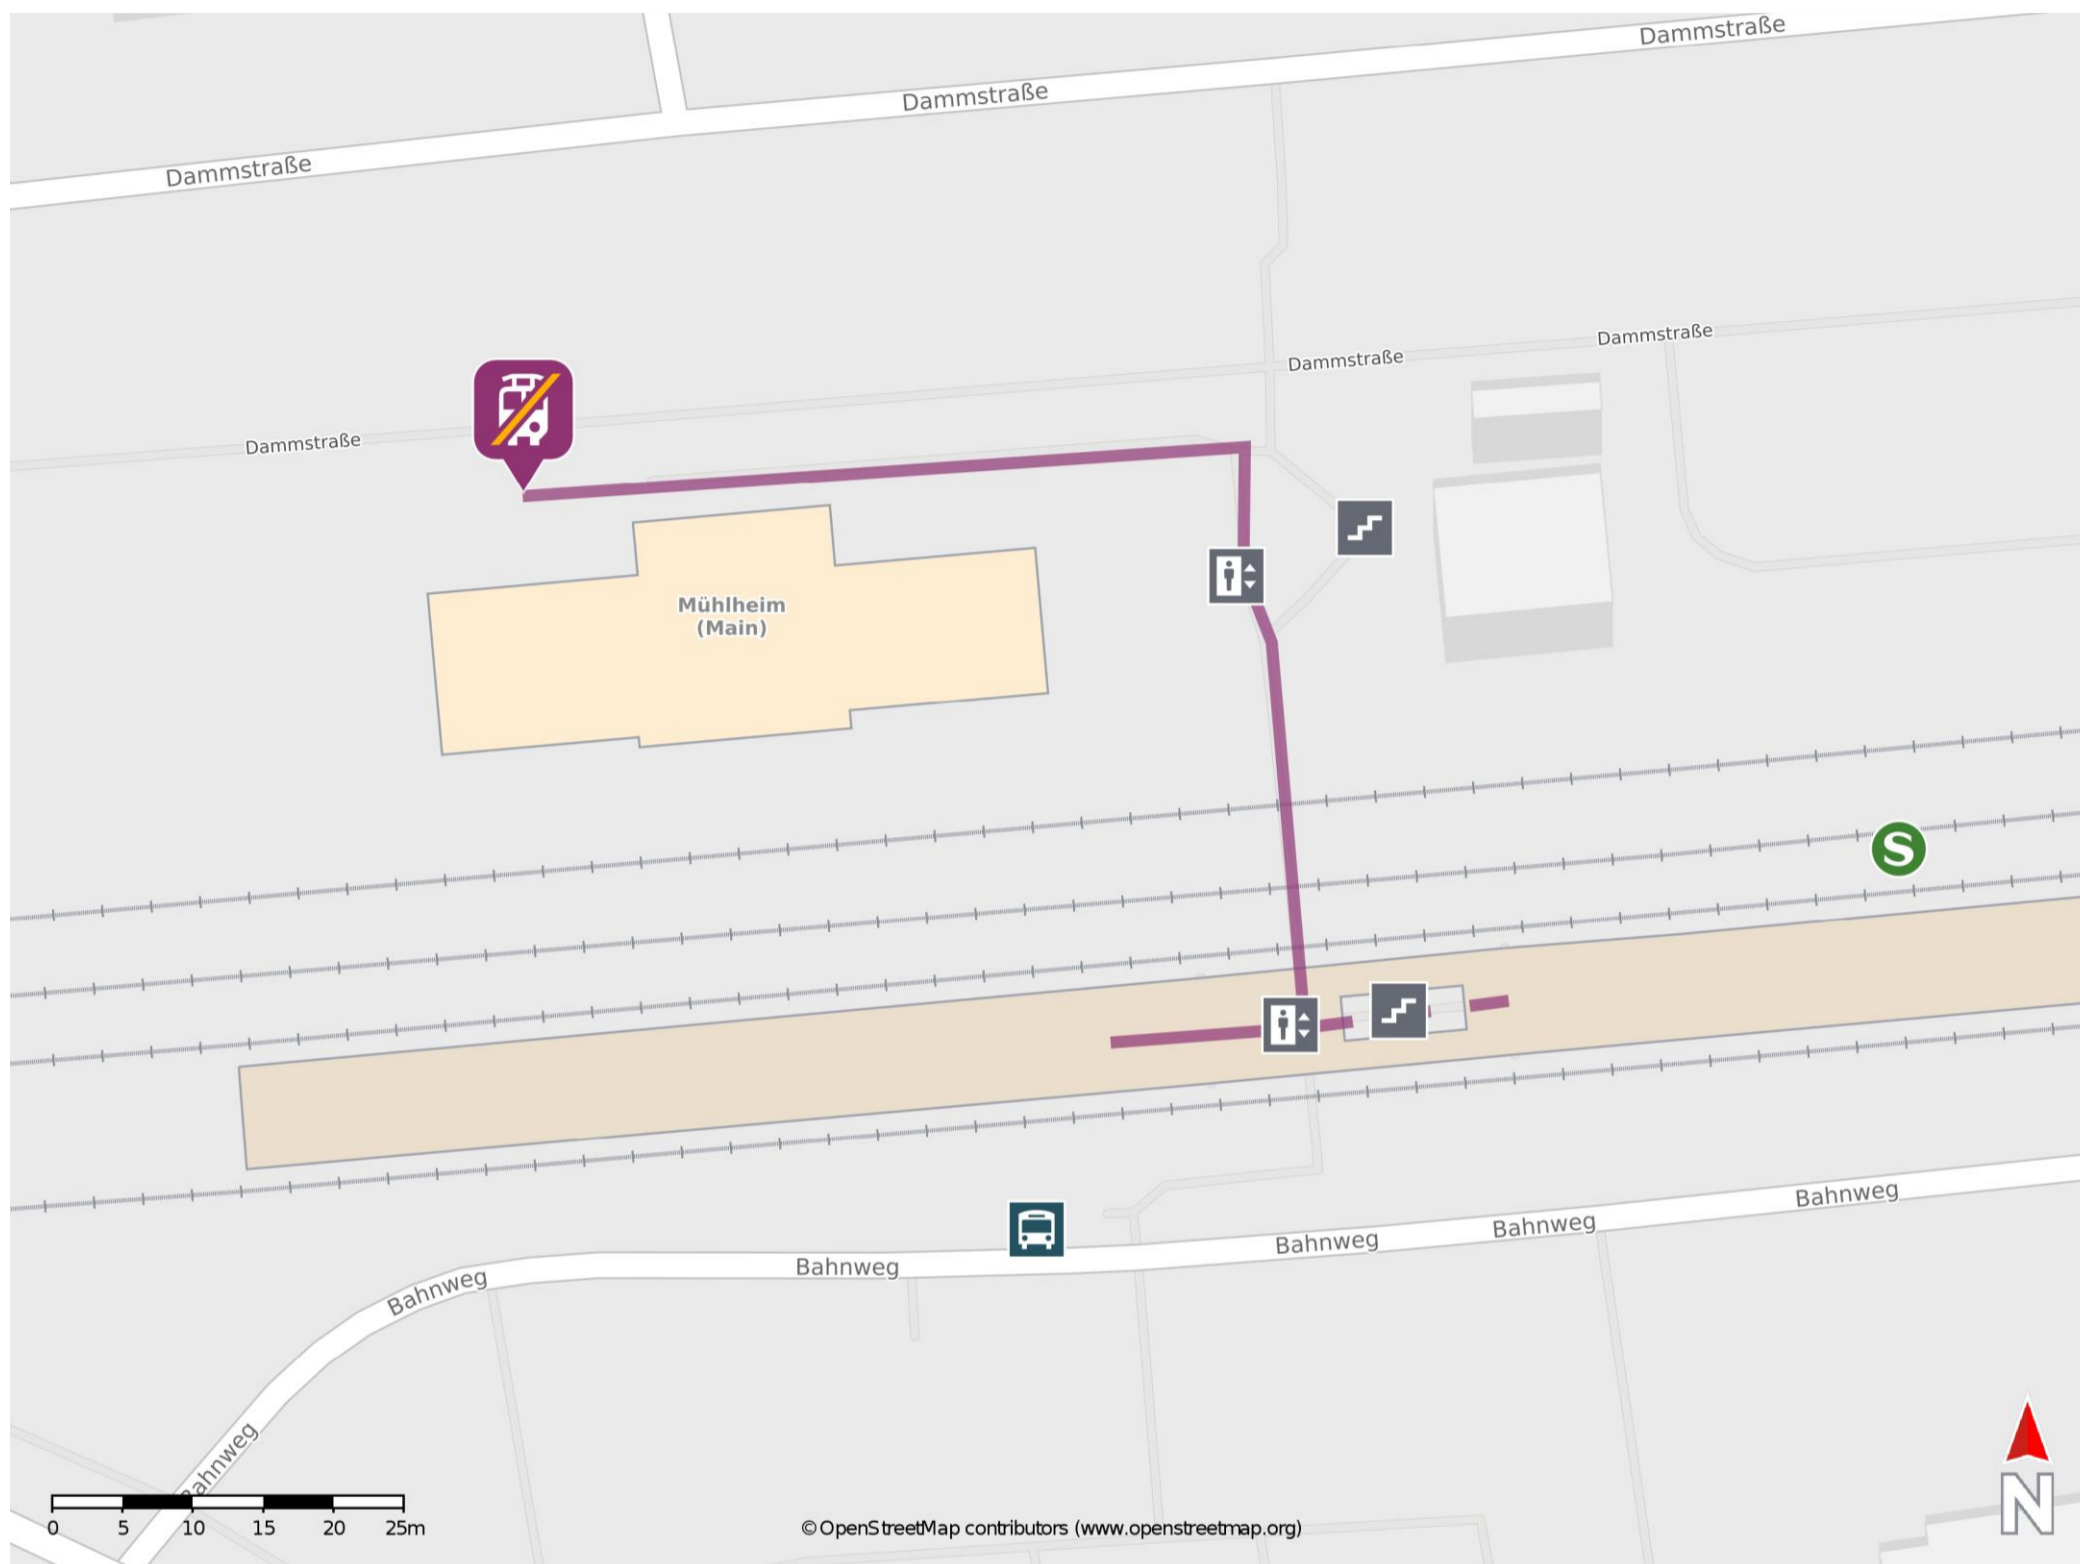 Dammstraße
Dammstraße
Dammstraße
Dammstraße
Dammstraße
Dammstraße
Mühlheim
(Main)
S
Bahnweg
Bahnweg
Bahnweg
Bahnweg
Bahnweg
Bahnweg
N
0 5 10 15 20 25m
© OpenStreetMap contributors (www.openstreetmap.org)